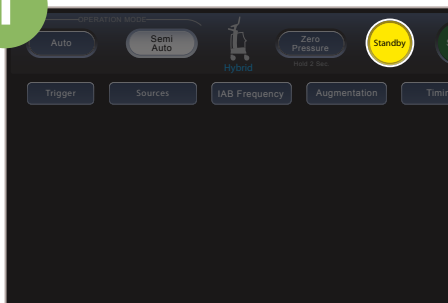 OPERATION MODE
Auto
Semi
Auto
Hybrid
Zero
Pressure
Hold 2 Sec
Standby
Trigger
Sources
IAB Frequency
Augmentation